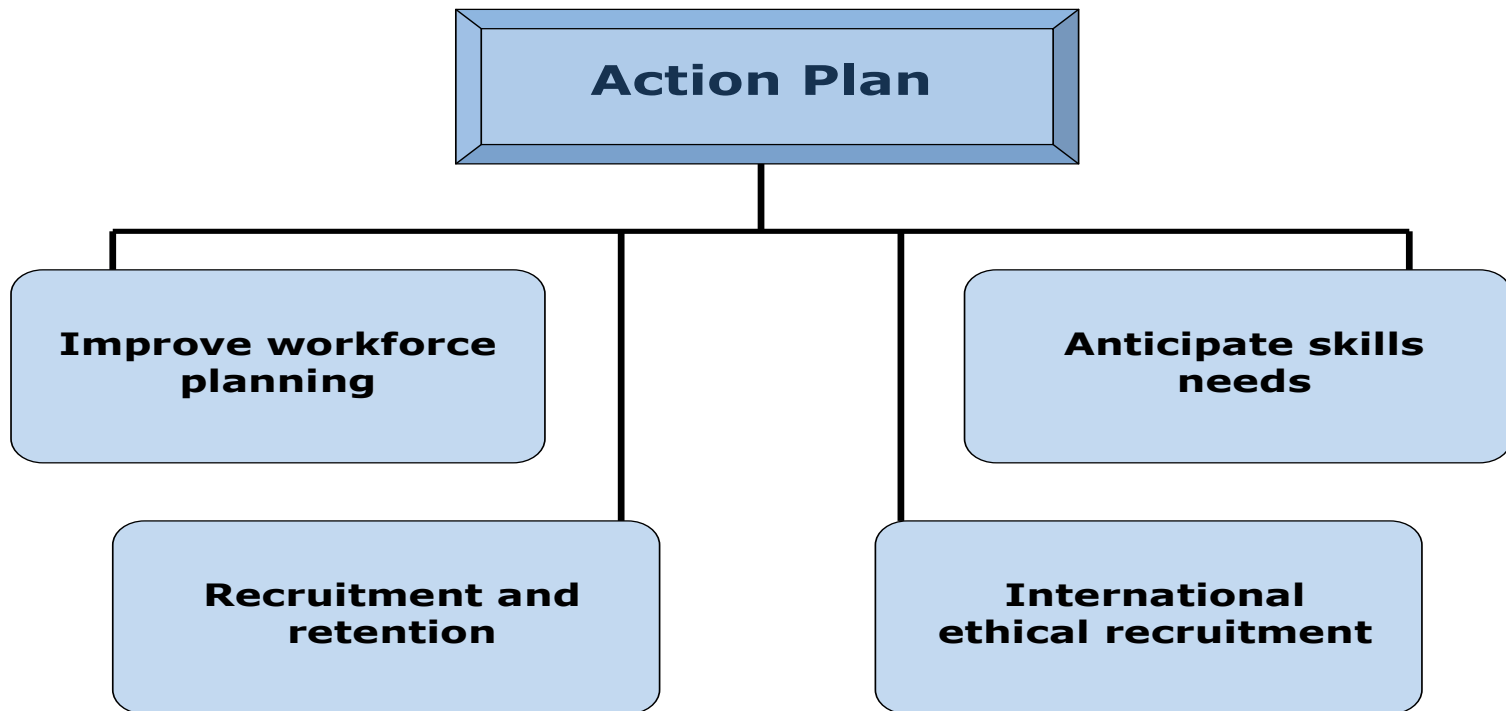 Action Plan
Improve workforce
planning
Anticipate skills
needs
Recruitment and
retention
International
ethical recruitment